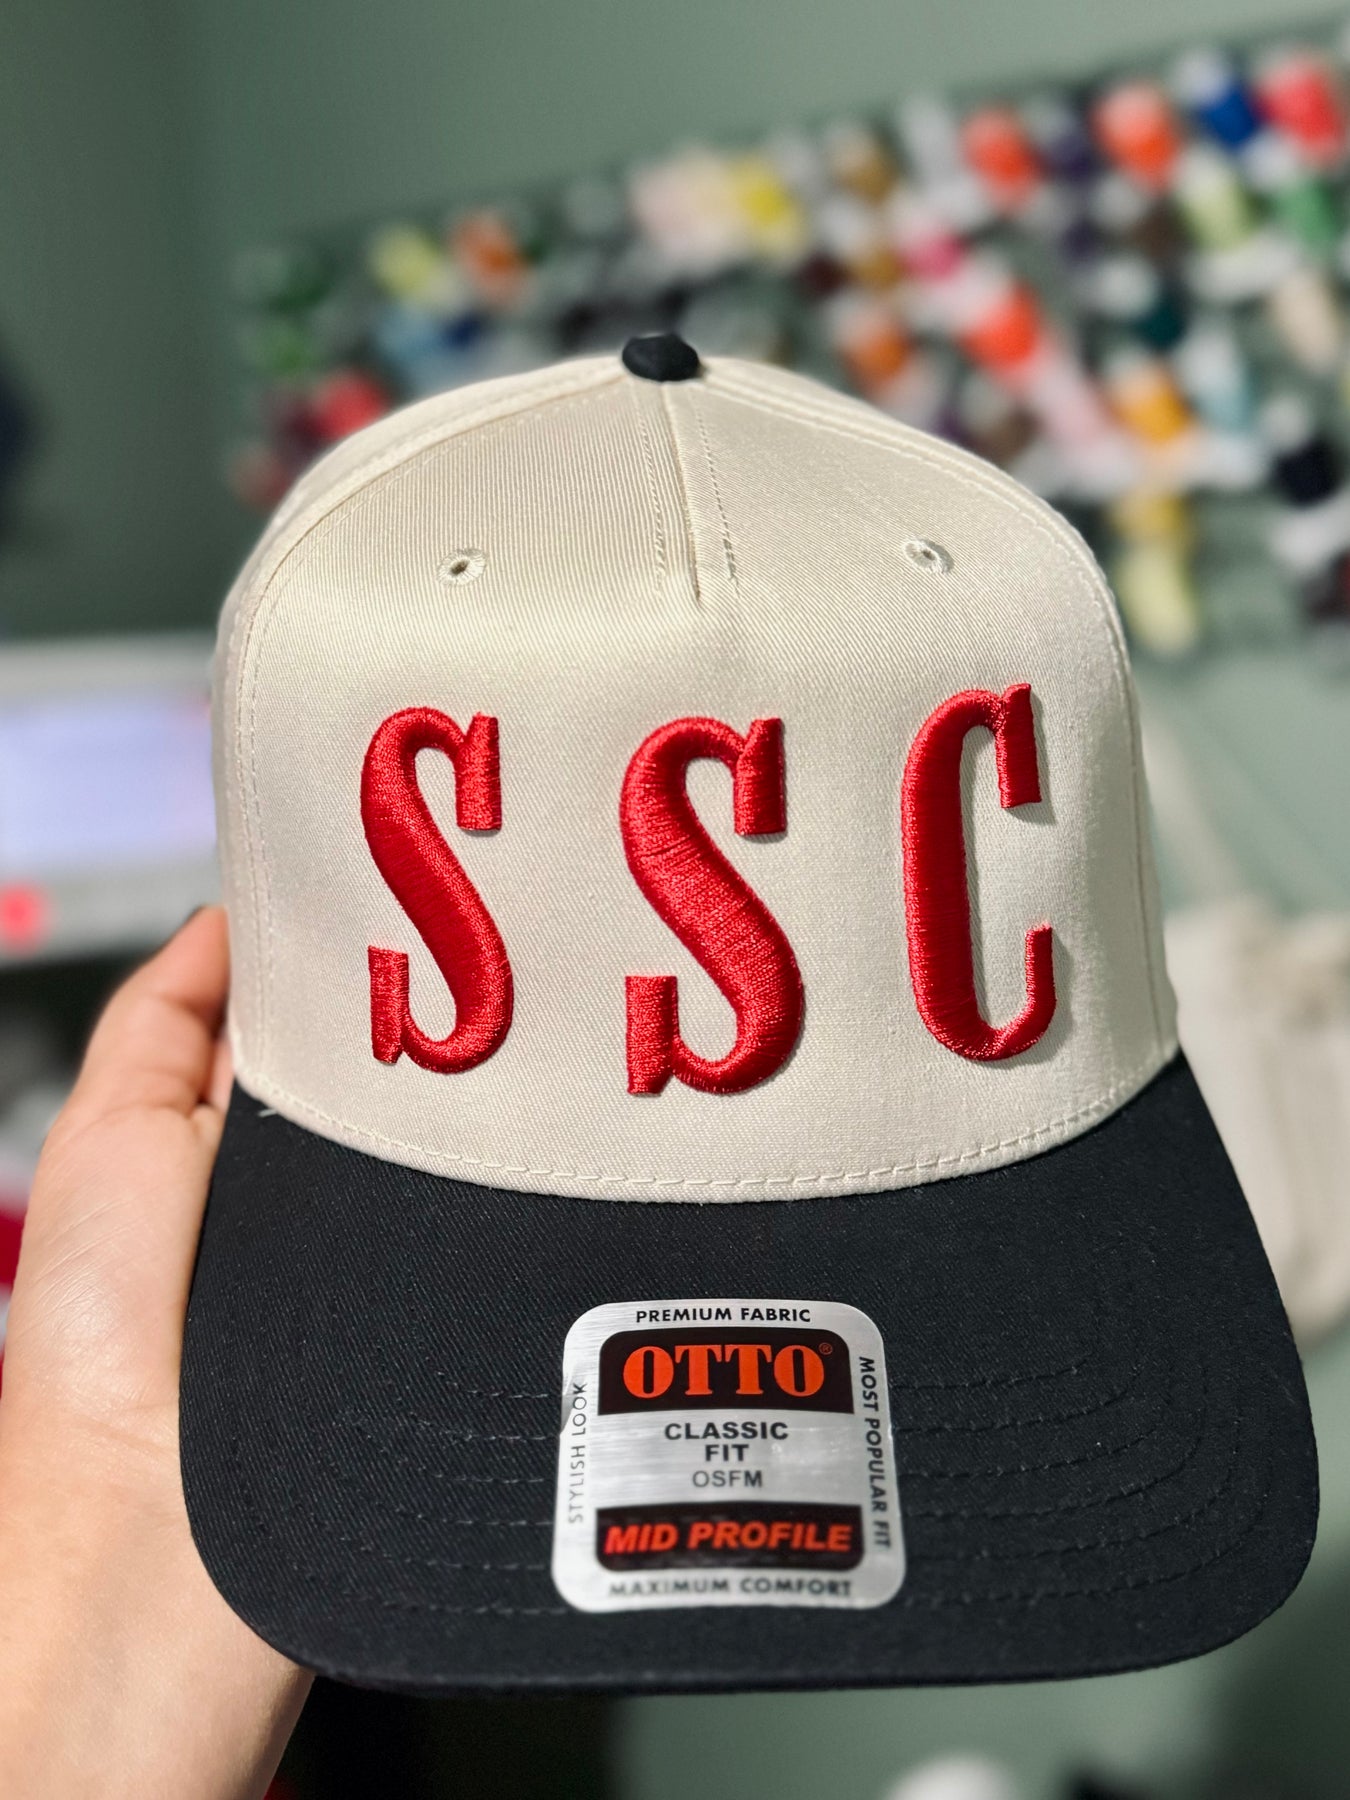 SSC
PREMIUM FABRIC
OTTO®
CLASSIC
FIT
OSFM
MID PROFILE
MAXIMUM COMFORT
STYLISH LOOK
MOST POPULAR FIT